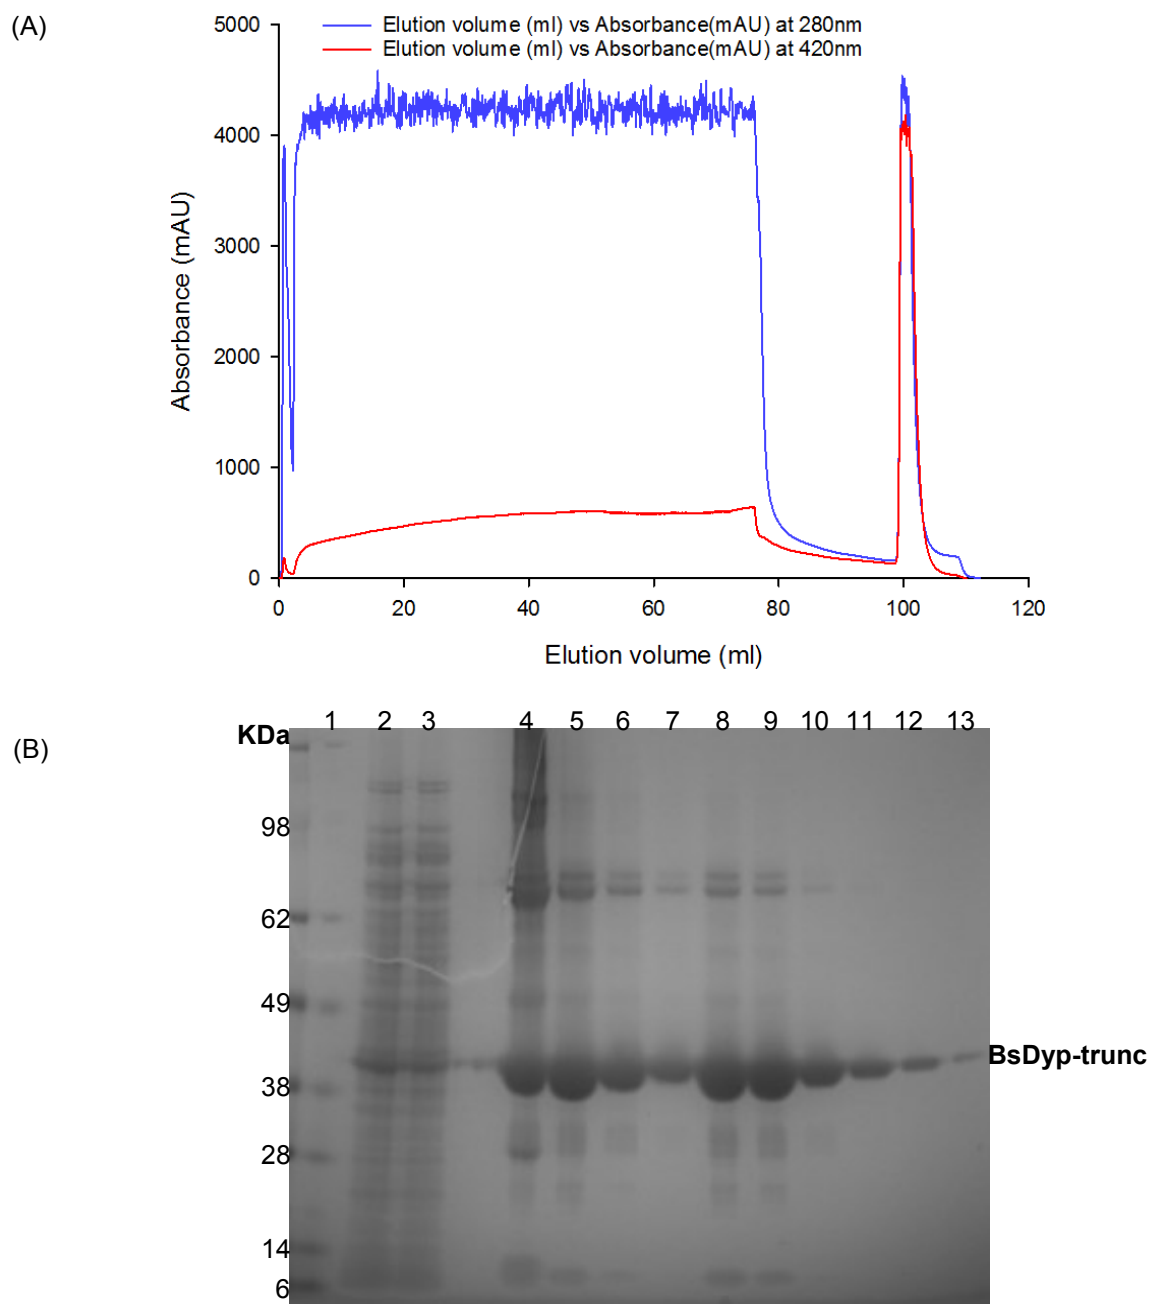 (A)
Elution volume (ml) vs Absorbance(mAU) at 280nm
Elution volume (ml) vs Absorbance(mAU) at 420nm
5000
4000
3000
2000
1000
0
Absorbance (mAU)
0 20 40 60 80 100 120
Elution volume (ml)
(B)
KDa
1 2 3 4 5 6 7 8 9 10 11 12 13
98
62
49
38
28
14
6
BsDyp-trunc